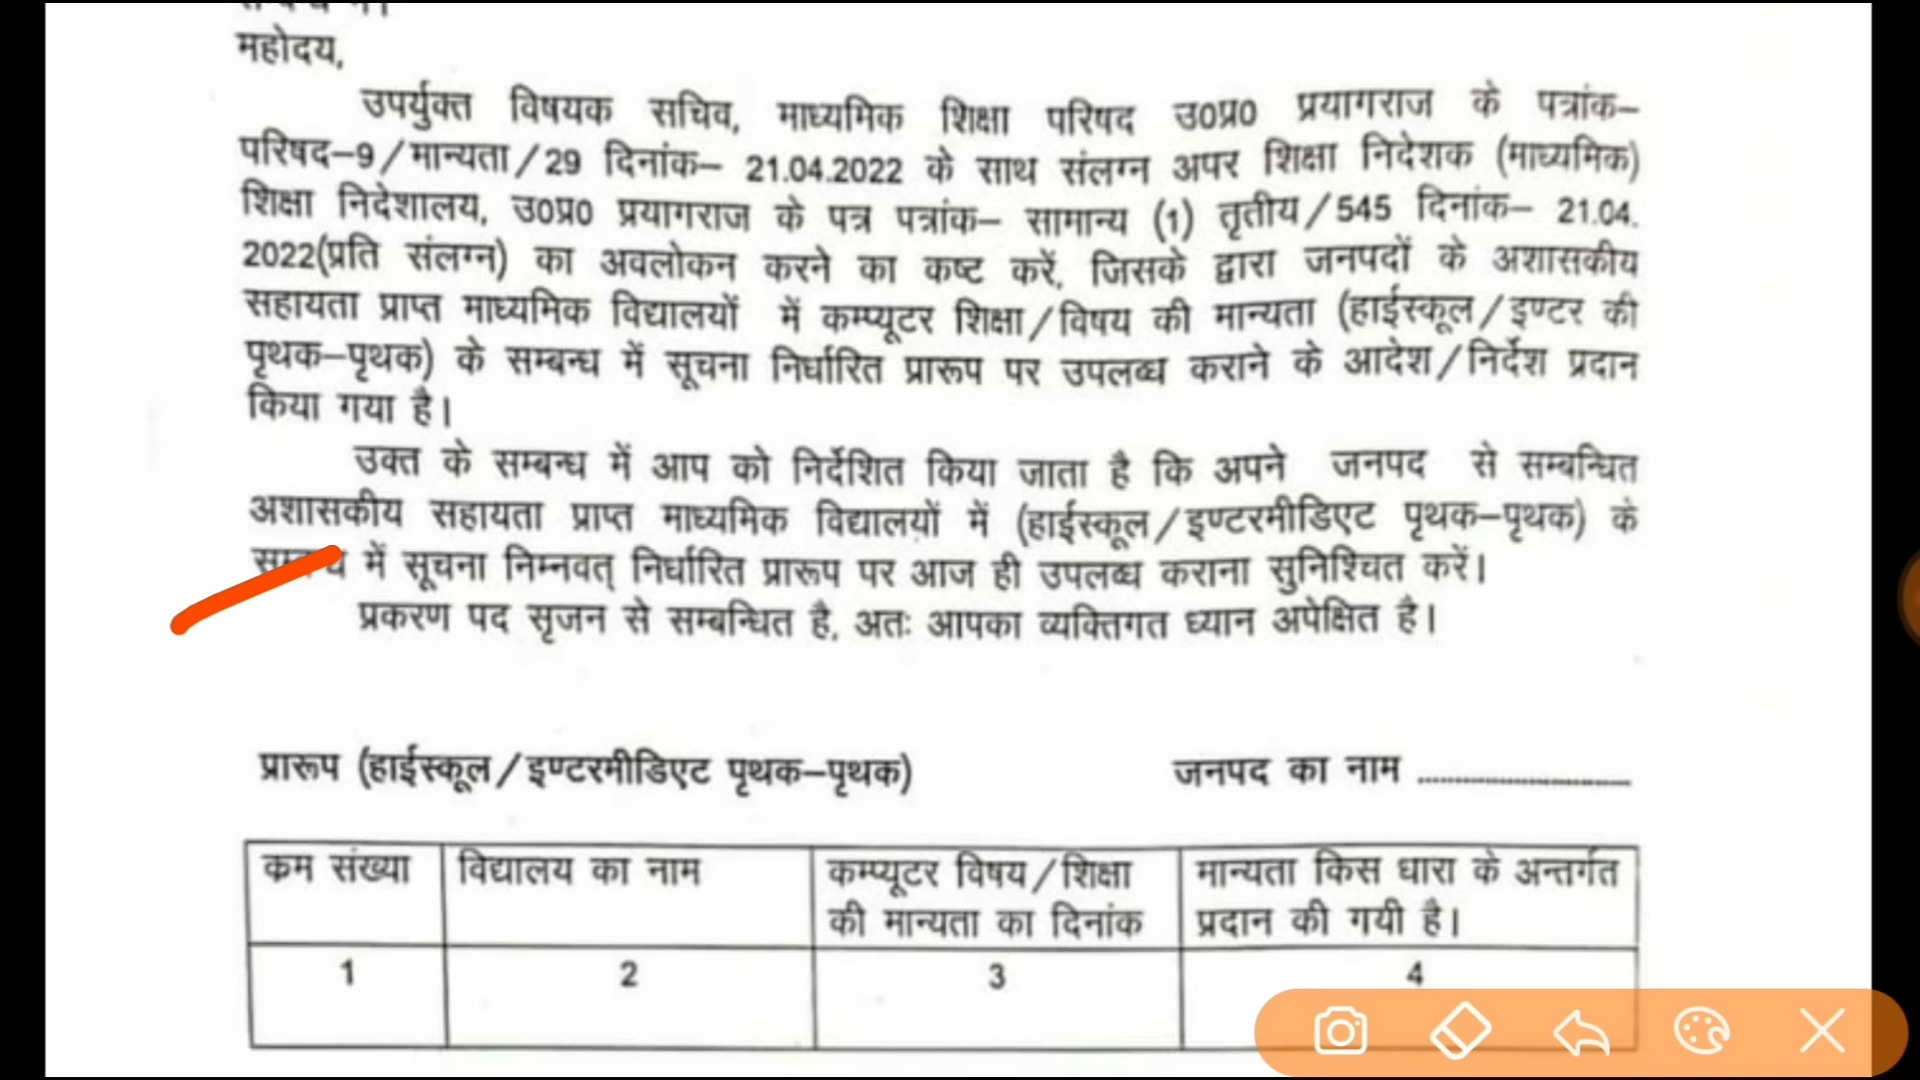 महोदय,
उपर्युक्त विषयक सचिव, माध्यमिक शिक्षा परिषद उ0प्र0 प्रयागराज के पत्रांक–
परिषद–9/मान्यता/29 दिनांक– 21.04.2022 के साथ संलग्न अपर शिक्षा निदेशक (माध्यमिक)
शिक्षा निदेशालय, उ0प्र0 प्रयागराज के पत्र पत्रांक– सामान्य (1) तृतीय/545 दिनांक– 21.04.
2022(प्रति संलग्न) का अवलोकन करने का कष्ट करें, जिसके द्वारा जनपदों के अशासकीय
सहायता प्राप्त माध्यमिक विद्यालयों में कम्प्यूटर शिक्षा/विषय की मान्यता (हाईस्कूल/इण्टर की
पृथक–पृथक) के सम्बन्ध में सूचना निर्धारित प्रारूप पर उपलब्ध कराने के आदेश/निर्देश प्रदान
किया गया है।
उक्त के सम्बन्ध में आप को निर्देशित किया जाता है कि अपने जनपद से सम्बन्धित
अशासकीय सहायता प्राप्त माध्यमिक विद्यालयों में (हाईस्कूल/इण्टरमीडिएट पृथक–पृथक) के
सम्बन्ध में सूचना निम्नवत् निर्धारित प्रारूप पर आज ही उपलब्ध कराना सुनिश्चित करें।
प्रकरण पद सृजन से सम्बन्धित है, अतः आपका व्यक्तिगत ध्यान अपेक्षित है।
प्रारूप (हाईस्कूल/इण्टरमीडिएट पृथक–पृथक) जनपद का नाम ........................
कम संख्या विद्यालय का नाम कम्प्यूटर विषय/शिक्षा मान्यता किस धारा के अन्तर्गत
की मान्यता का दिनांक प्रदान की गयी है।
1 2 3 4